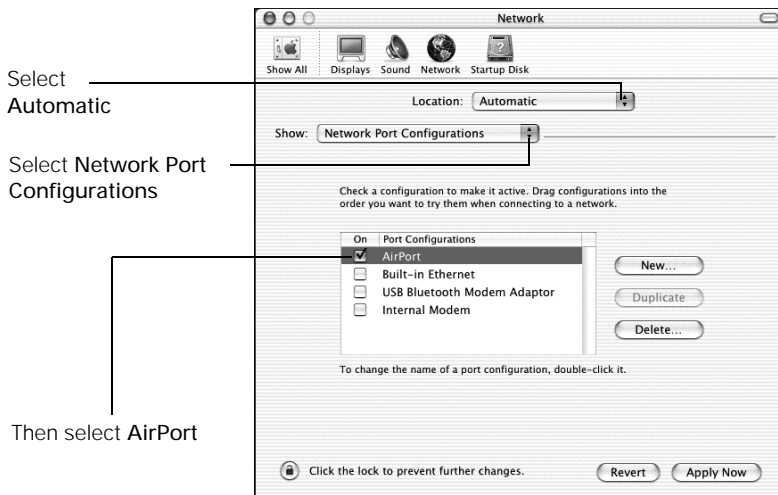 Network
Show All Displays Sound Network Startup Disk
Select
Automatic
Location: Automatic
Show: Network Port Configurations
Select Network Port
Configurations
Check a configuration to make it active. Drag configurations into the
order you want to try them when connecting to a network.
On Port Configurations
AirPort
Built-in Ethernet
USB Bluetooth Modem Adaptor
Internal Modem
New...
Duplicate
Delete...
To change the name of a port configuration, double-click it.
Then select AirPort
Click the lock to prevent further changes.
Revert Apply Now